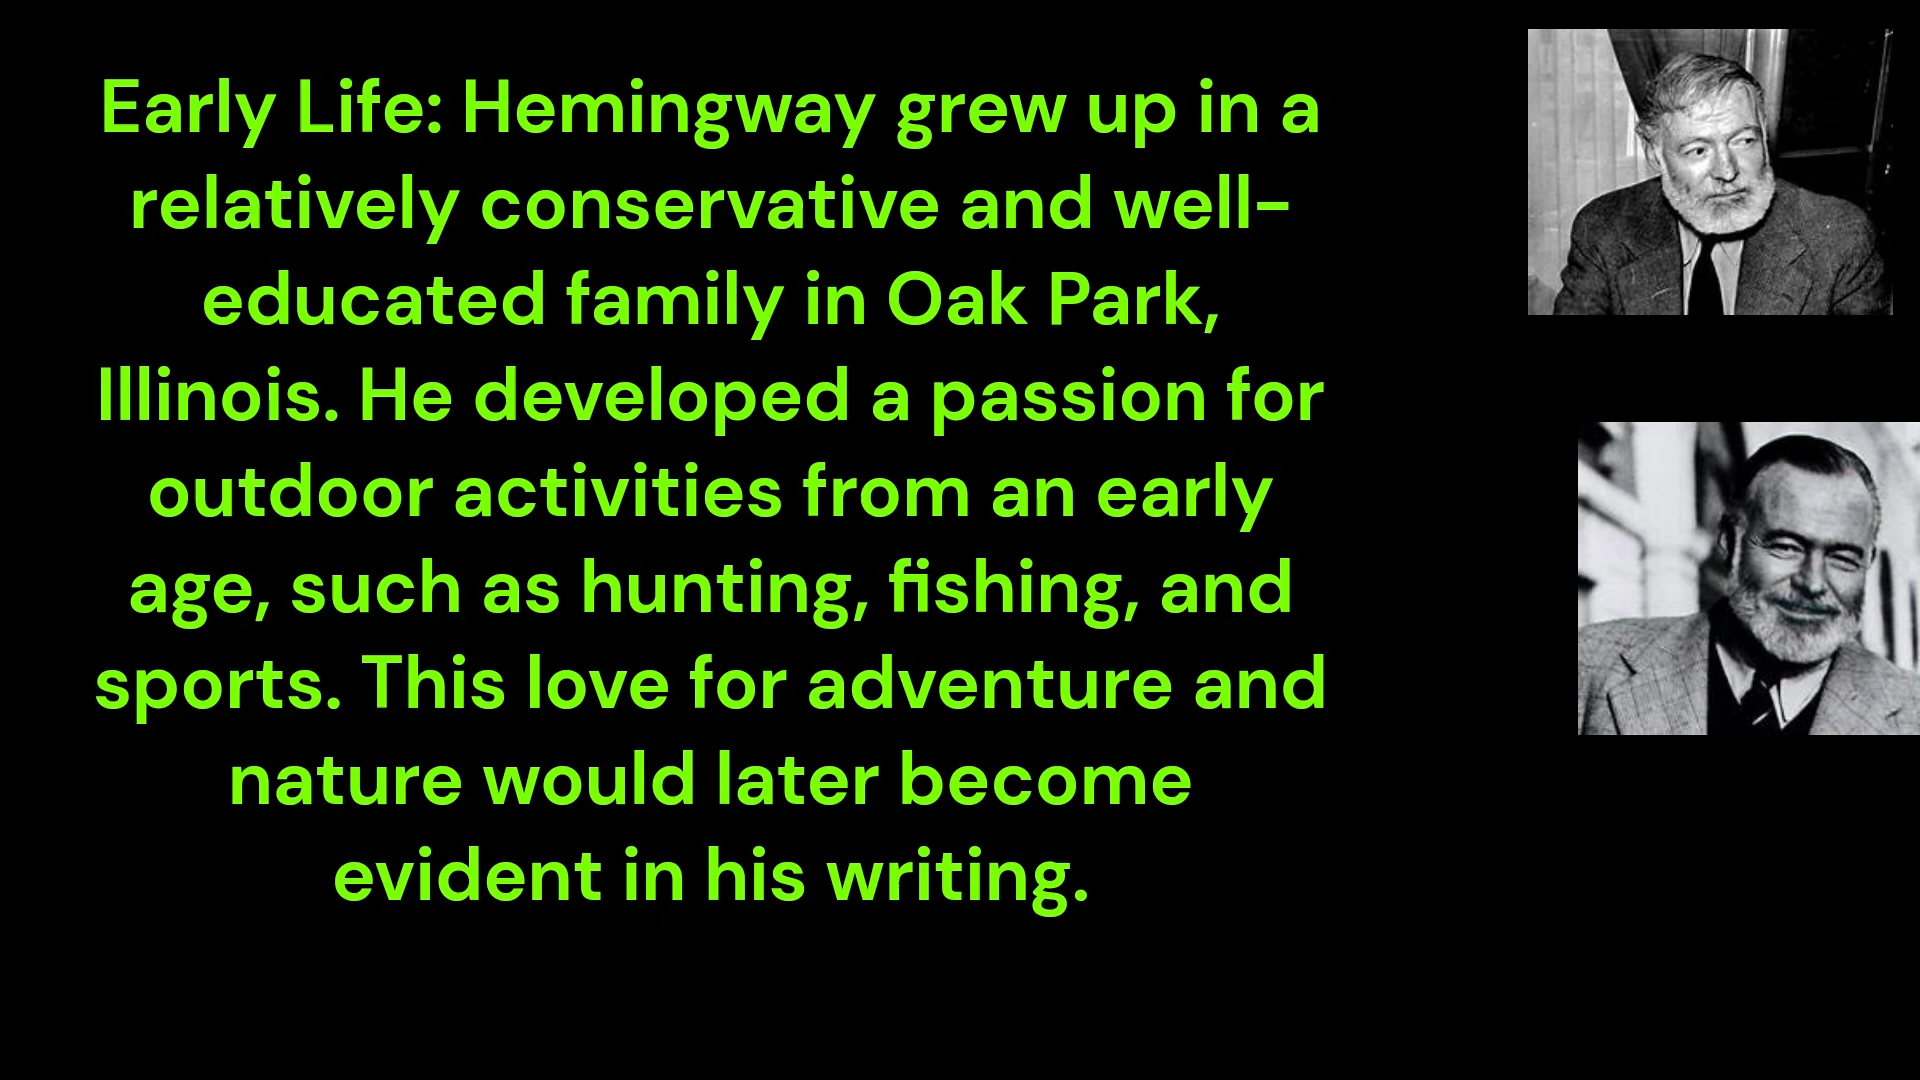 Early Life: Hemingway grew up in a
relatively conservative and well-
educated family in Oak Park,
Illinois. He developed a passion for
outdoor activities from an early
age, such as hunting, fishing, and
sports. This love for adventure and
nature would later become
evident in his writing.